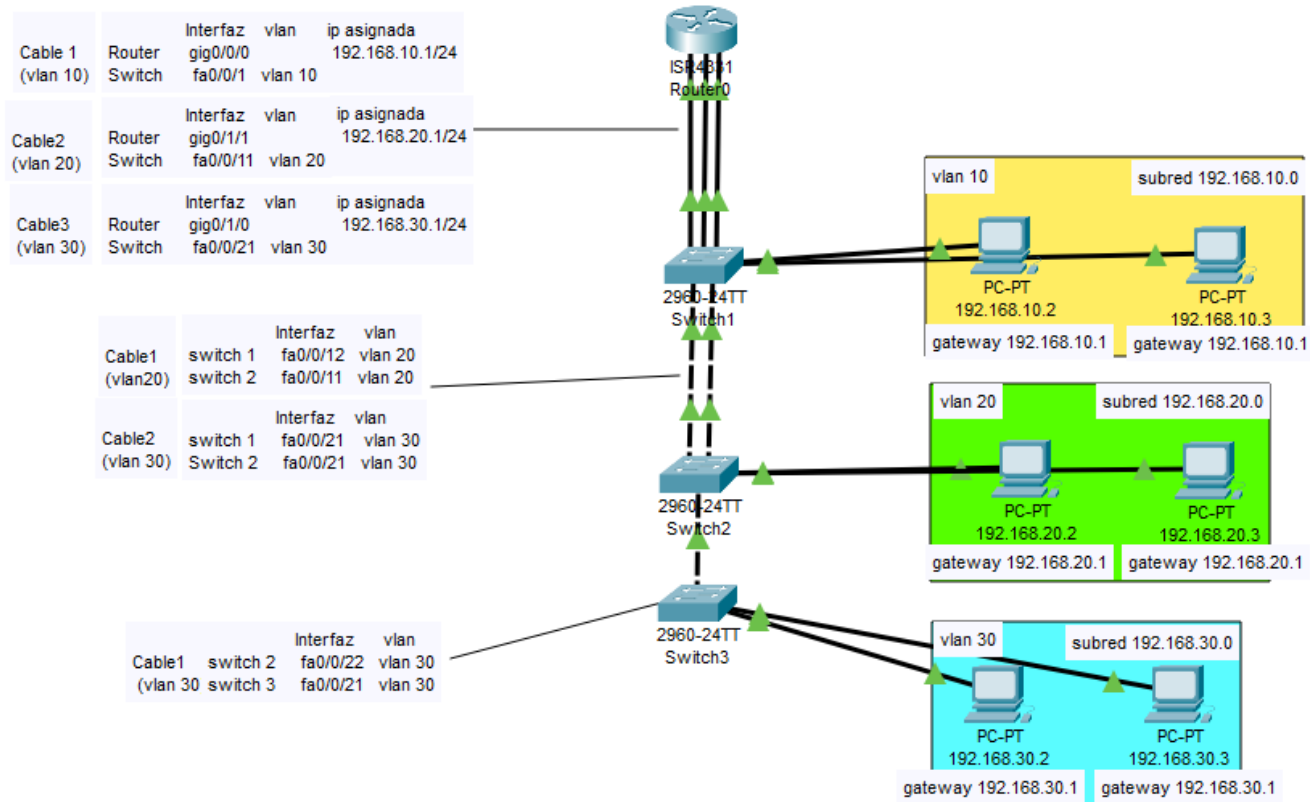 Interfaz vlan ip asignada
Cable 1 Router gig0/0/0 192.168.10.1/24
(vlan 10) Switch fa0/0/1 vlan 10
Interfaz vlan ip asignada
Cable2 Router gig0/1/1 192.168.20.1/24
(vlan 20) Switch fa0/0/11 vlan 20
Interfaz vlan ip asignada
Cable3 Router gig0/1/0 192.168.30.1/24
(vlan 30) Switch fa0/0/21 vlan 30
ISR4331
Router0
vlan 10 subred 192.168.10.0
PC-PT
192.168.10.2
PC-PT
192.168.10.3
gateway 192.168.10.1 gateway 192.168.10.1
2960-24TT
Switch1
Interfaz vlan
Cable1 switch 1 fa0/0/12 vlan 20
(vlan20) switch 2 fa0/0/11 vlan 20
Interfaz vlan
Cable2 switch 1 fa0/0/21 vlan 30
(vlan 30) Switch 2 fa0/0/21 vlan 30
vlan 20 subred 192.168.20.0
PC-PT
192.168.20.2
PC-PT
192.168.20.3
gateway 192.168.20.1 gateway 192.168.20.1
2960-24TT
Switch2
2960-24TT
Switch3
Interfaz vlan
Cable1 switch 2 fa0/0/22 vlan 30
(vlan 30 switch 3 fa0/0/21 vlan 30
vlan 30 subred 192.168.30.0
PC-PT
192.168.30.2
PC-PT
192.168.30.3
gateway 192.168.30.1 gateway 192.168.30.1